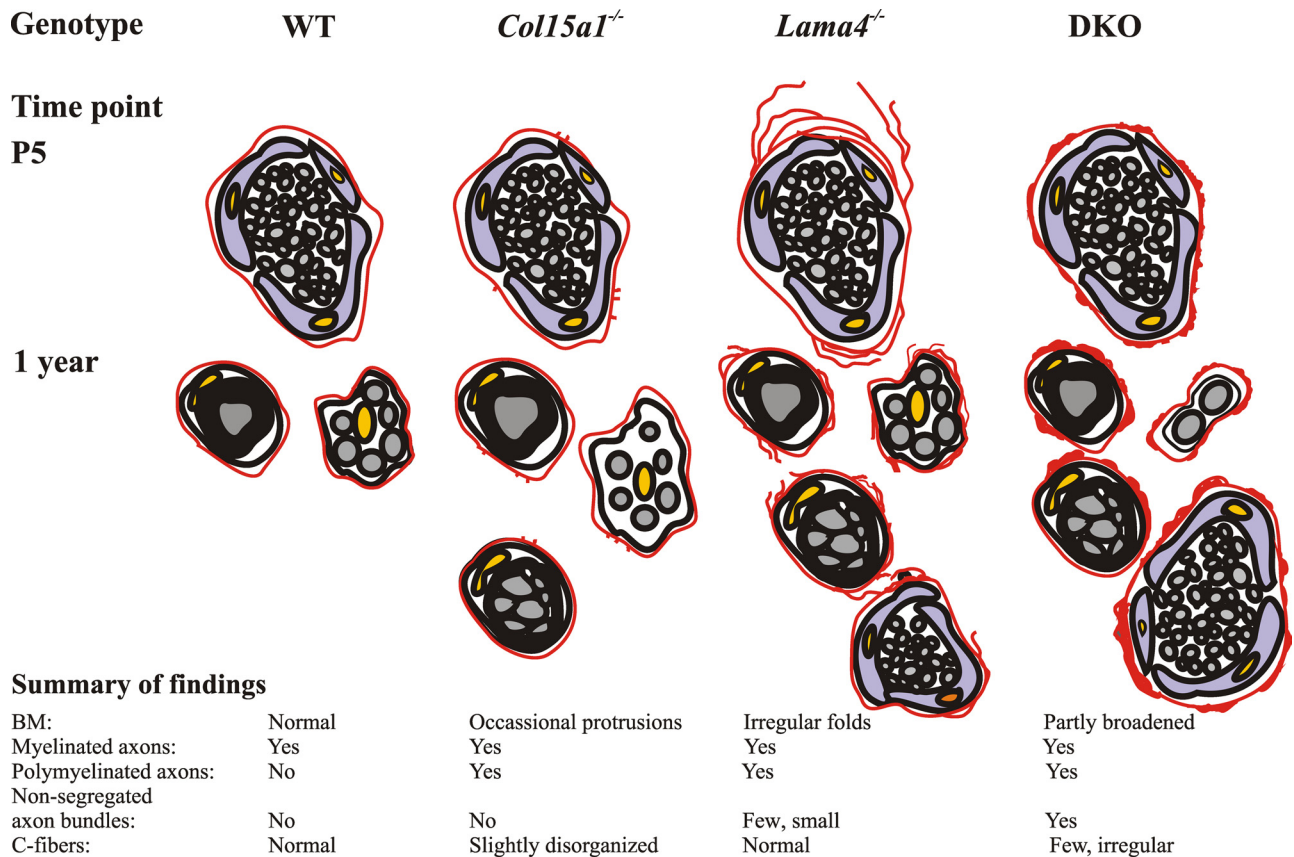 Genotype WT Col15a1-/- Lama4-/- DKO
Time point
P5
1 year
Summary of findings
BM: Normal Occassional protrusions Irregular folds Partly broadened
Myelinated axons: Yes Yes Yes Yes
Polymyelinated axons: No Yes Yes Yes
Non-segregated
axon bundles: No No Few, small Yes
C-fibers: Normal Slightly disorganized Normal Few, irregular